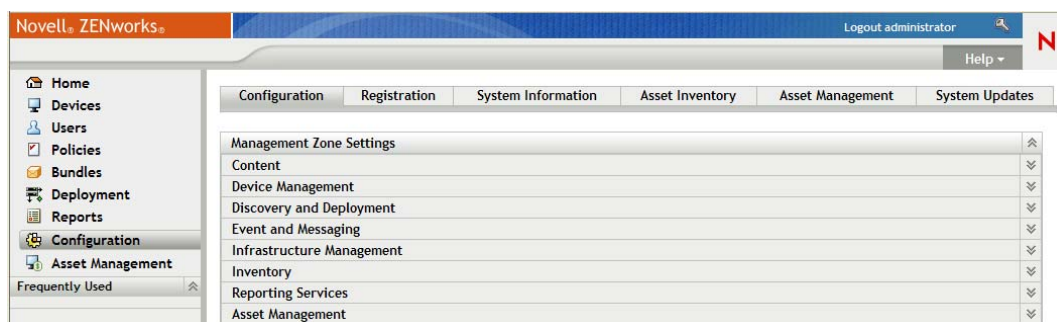 Novell® ZENworks®
Logout administrator
N
Help
Home
Devices
Users
Policies
Bundles
Deployment
Reports
Configuration
Asset Management
Frequently Used
Configuration Registration System Information Asset Inventory Asset Management System Updates
Management Zone Settings
Content
Device Management
Discovery and Deployment
Event and Messaging
Infrastructure Management
Inventory
Reporting Services
Asset Management